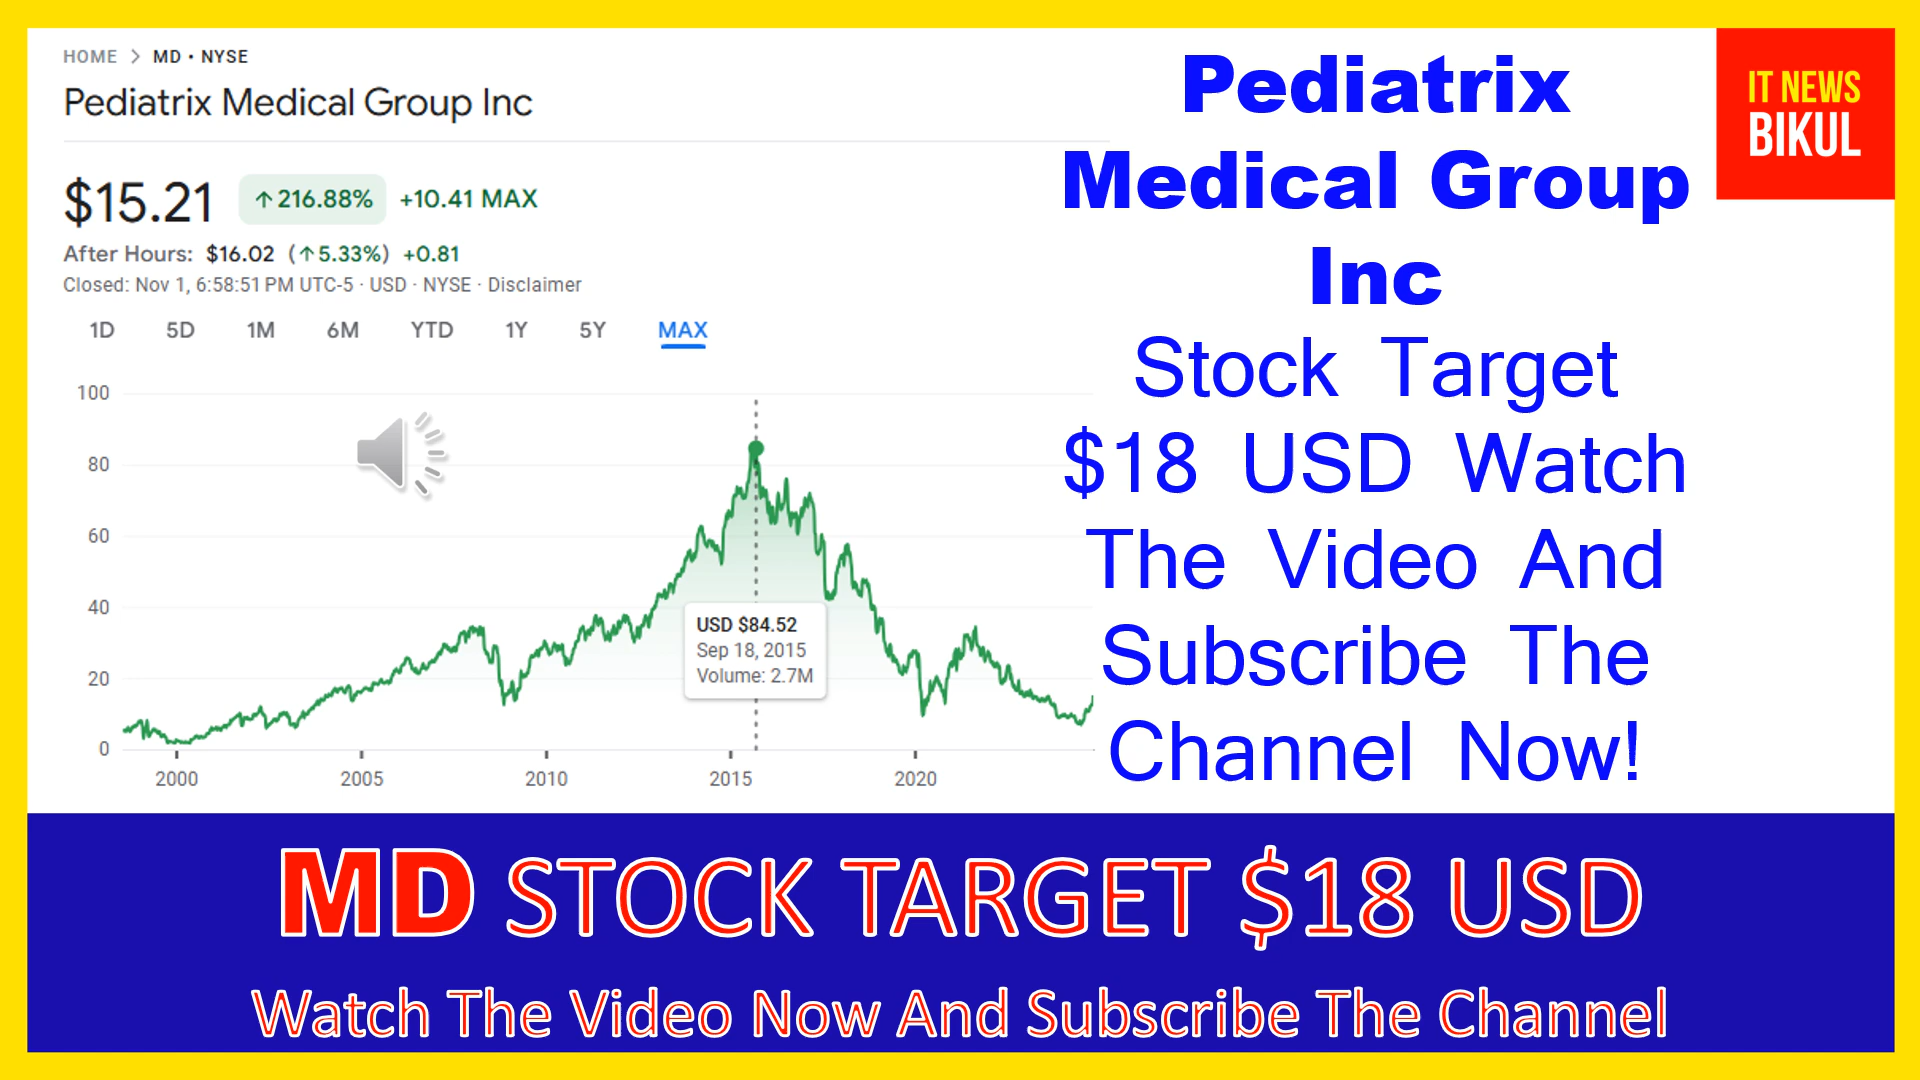 HOME > MD • NYSE
Pediatrix Medical Group Inc
$15.21 ↑216.88% +10.41 MAX
After Hours: $16.02 (↑5.33%) +0.81
Closed: Nov 1, 6:58:51 PM UTC-5 · USD · NYSE · Disclaimer
1D 5D 1M 6M YTD 1Y 5Y MAX
100
80
60
40
20
0
USD $84.52
Sep 18, 2015
Volume: 2.7M
2000 2005 2010 2015 2020
Pediatrix
Medical Group
Inc
Stock Target
$18 USD Watch
The Video And
Subscribe The
Channel Now!
IT NEWS
BIKUL
MD STOCK TARGET $18 USD
Watch The Video Now And Subscribe The Channel